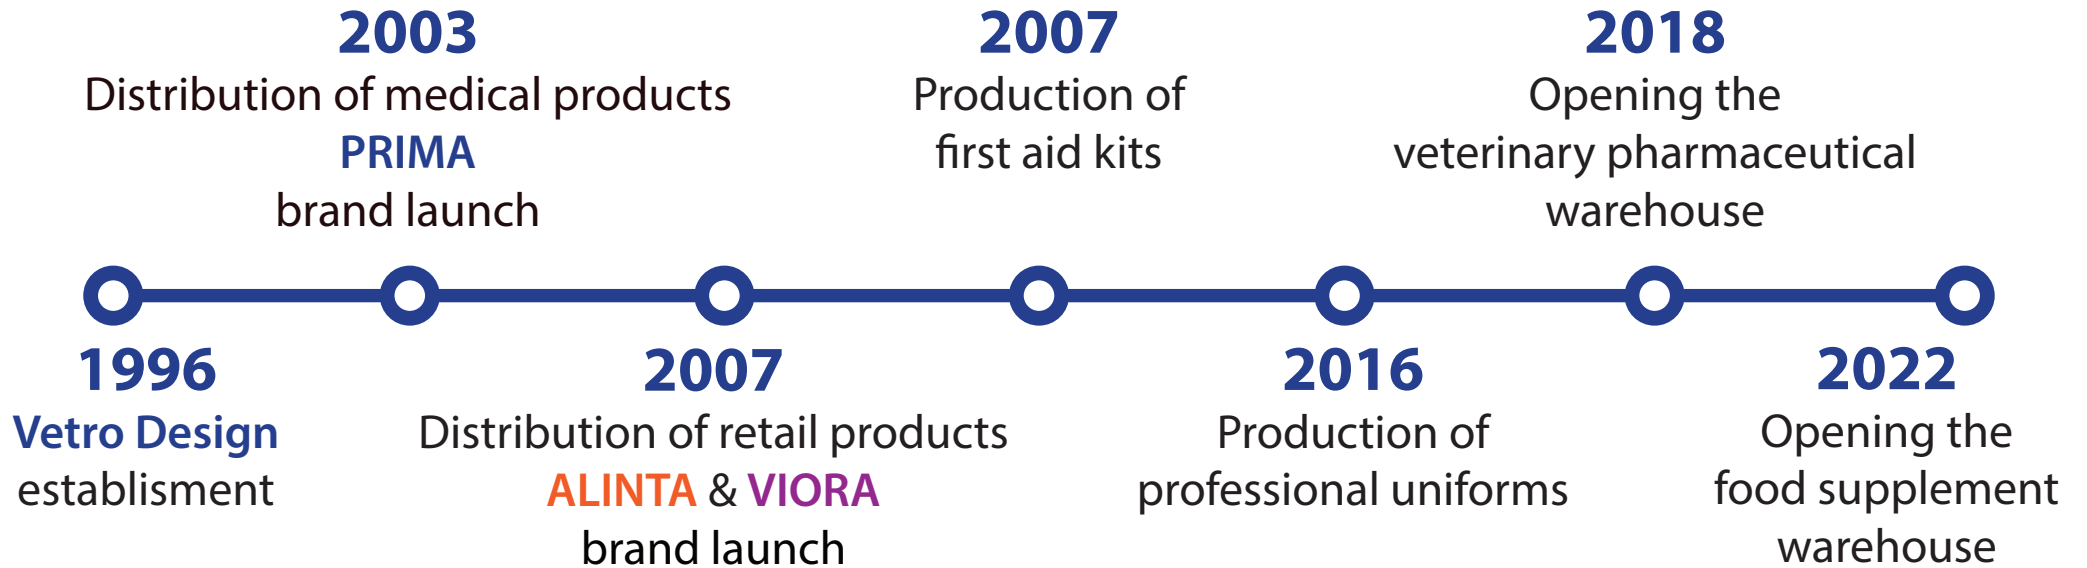 2003
Distribution of medical products
PRIMA
brand launch
2007
Production of
first aid kits
2018
Opening the
veterinary pharmaceutical
warehouse
1996
Vetro Design
establisment
2007
Distribution of retail products
ALINTA & VIORA
brand launch
2016
Production of
professional uniforms
2022
Opening the
food supplement
warehouse